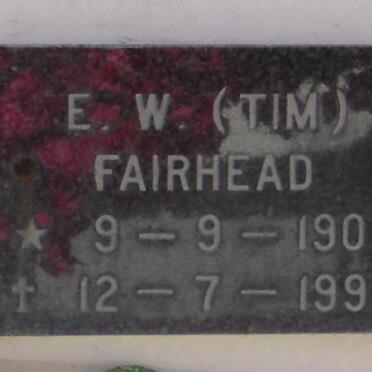 E. W. (TIM)
FAIRHEAD
★ 9 – 9 – 190
† 12 – 7 – 199